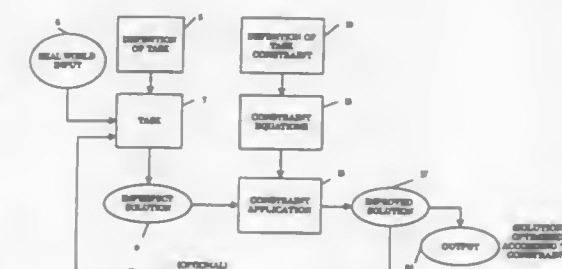 REAL WORLD
INPUT
DEFINITION
OF TASK
DEFINITION OF
TASK
CONSTRAINT
TASK
7
CONSTRAINT
EQUATIONS
IMPERFECT
SOLUTION
CONSTRAINT
APPLICATION
IMPROVED
SOLUTION
OUTPUT
SOLUTION
OPTIMIZED
ACCORDING
CONSTRAINT
(OPTIONAL)